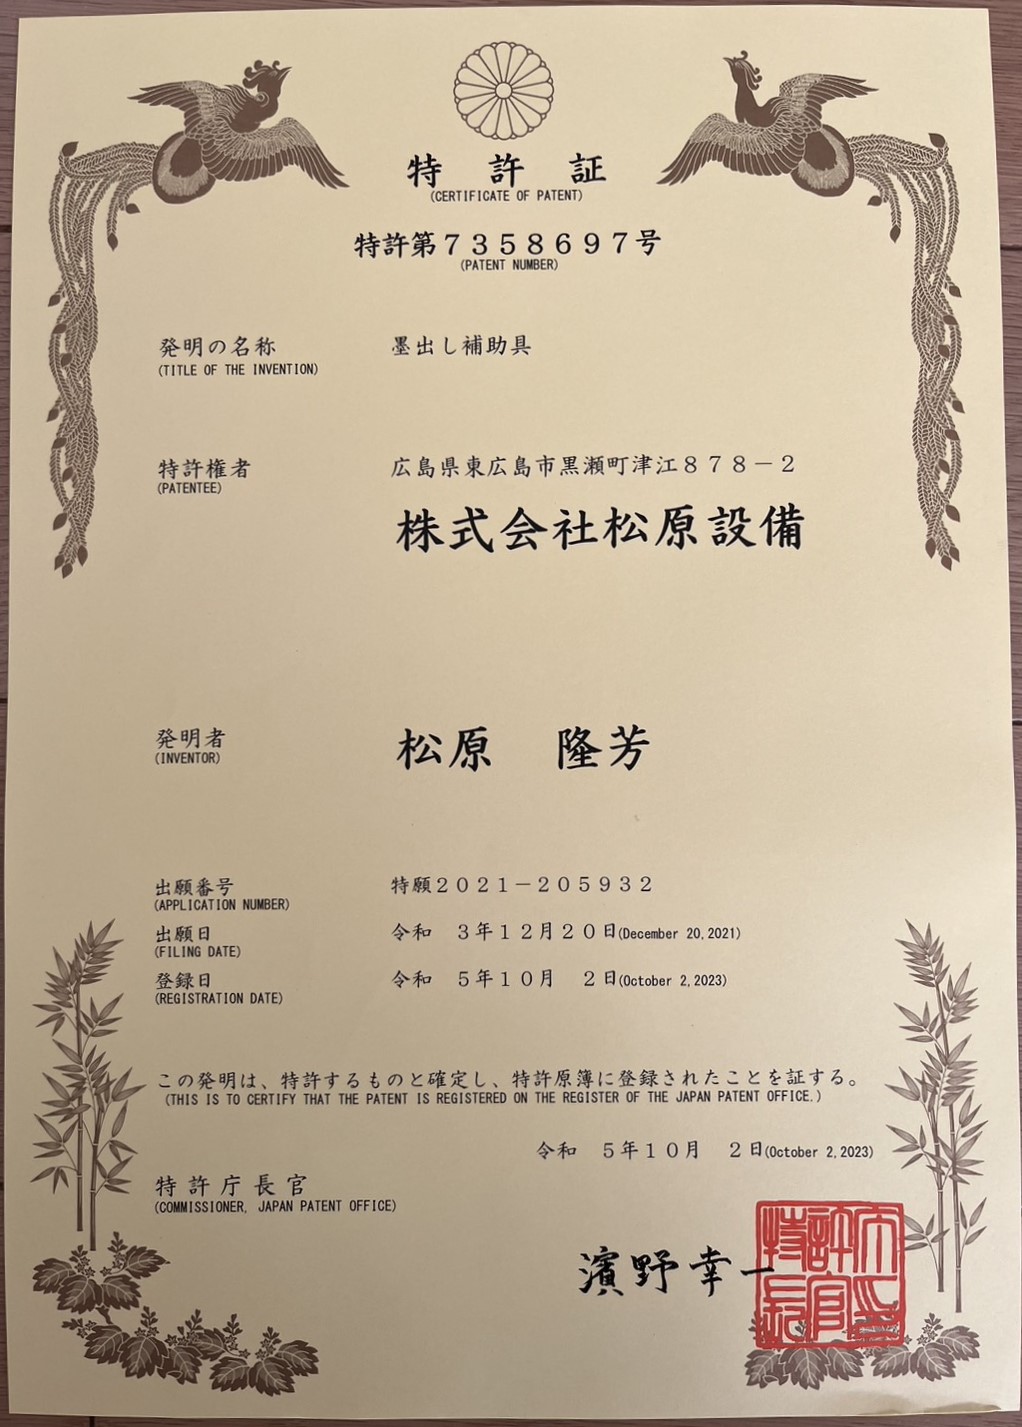 特許証
(CERTIFICATE OF PATENT)
特許第7358697号
(PATENT NUMBER)
発明の名称 墨出し補助具
(TITLE OF THE INVENTION)
特許権者 広島県東広島市黒瀬町津江878-2
(PATENTEE)
株式会社松原設備
発明者 松原 隆芳
(INVENTOR)
出願番号 特願2021-205932
(APPLICATION NUMBER)
出願日 令和 3年12月20日(December 20,2021)
(FILING DATE)
登録日 令和 5年10月 2日(October 2,2023)
(REGISTRATION DATE)
この発明は、特許するものと確定し、特許原簿に登録されたことを証する。
(THIS IS TO CERTIFY THAT THE PATENT IS REGISTERED ON THE REGISTER OF THE JAPAN PATENT OFFICE.)
令和 5年10月 2日(October 2,2023)
特許庁長官
(COMMISSIONER, JAPAN PATENT OFFICE)
濱野幸一